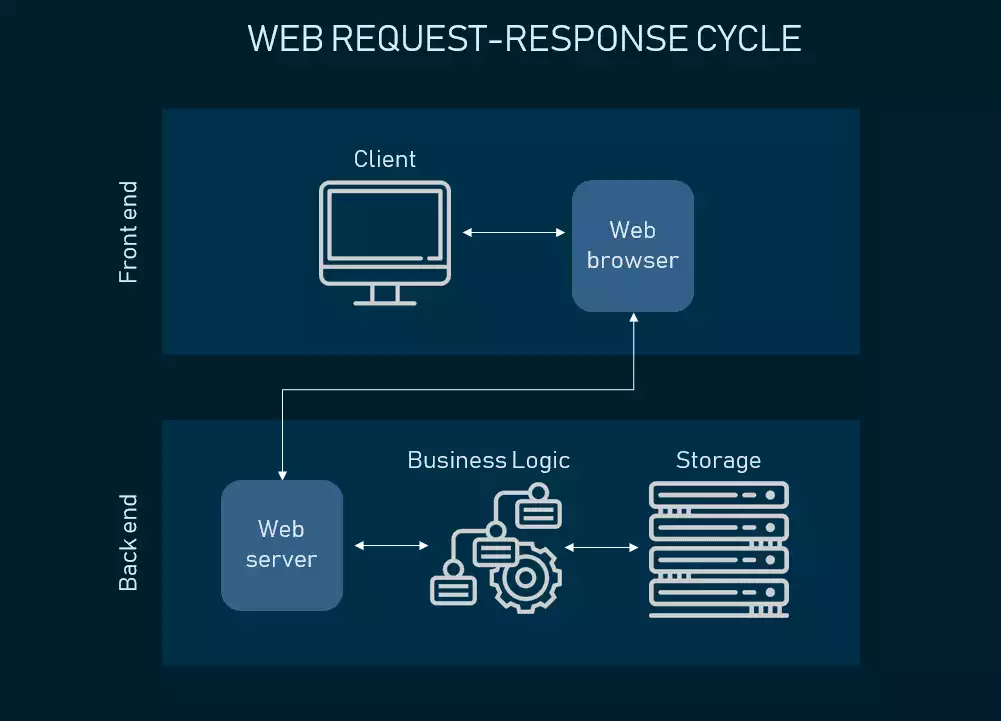 WEB REQUEST-RESPONSE CYCLE
Front end
Client
Web
browser
Back end
Business Logic
Storage
Web
server